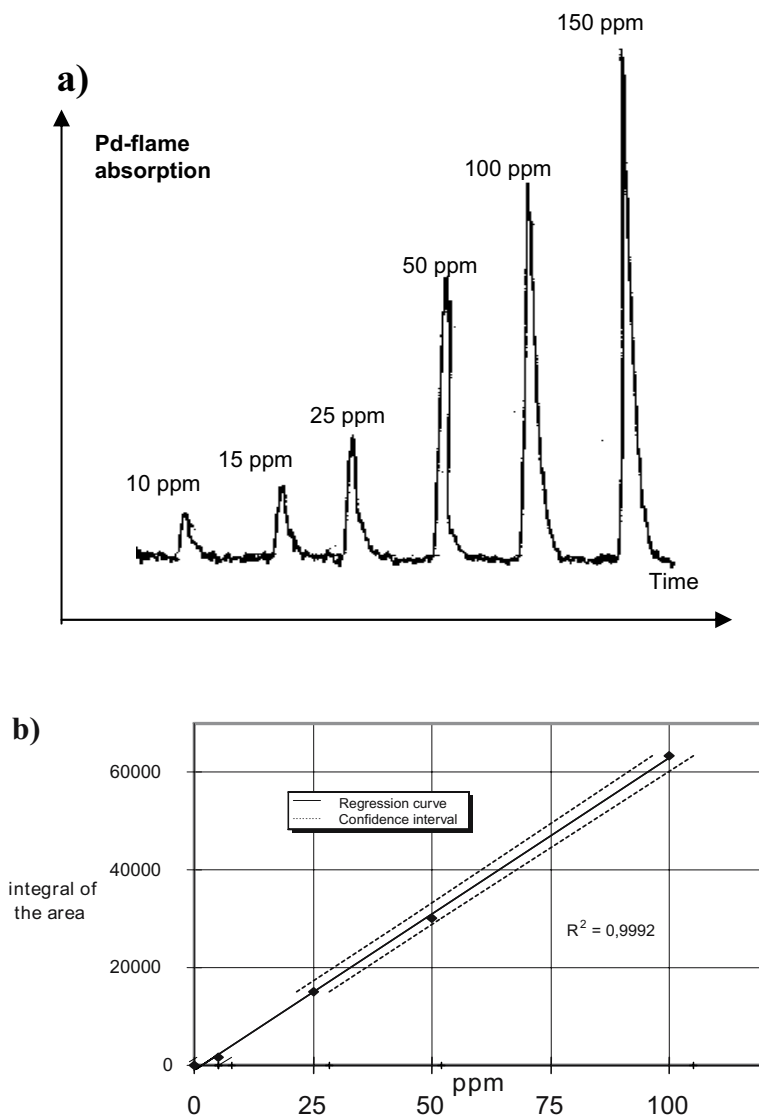 a)
Pd-flame
absorption
10 ppm
15 ppm
25 ppm
50 ppm
100 ppm
150 ppm
Time
b)
60000
40000
20000
0
integral of
the area
Regression curve
Confidence interval
R² = 0,9992
0
25
50
ppm
75
100